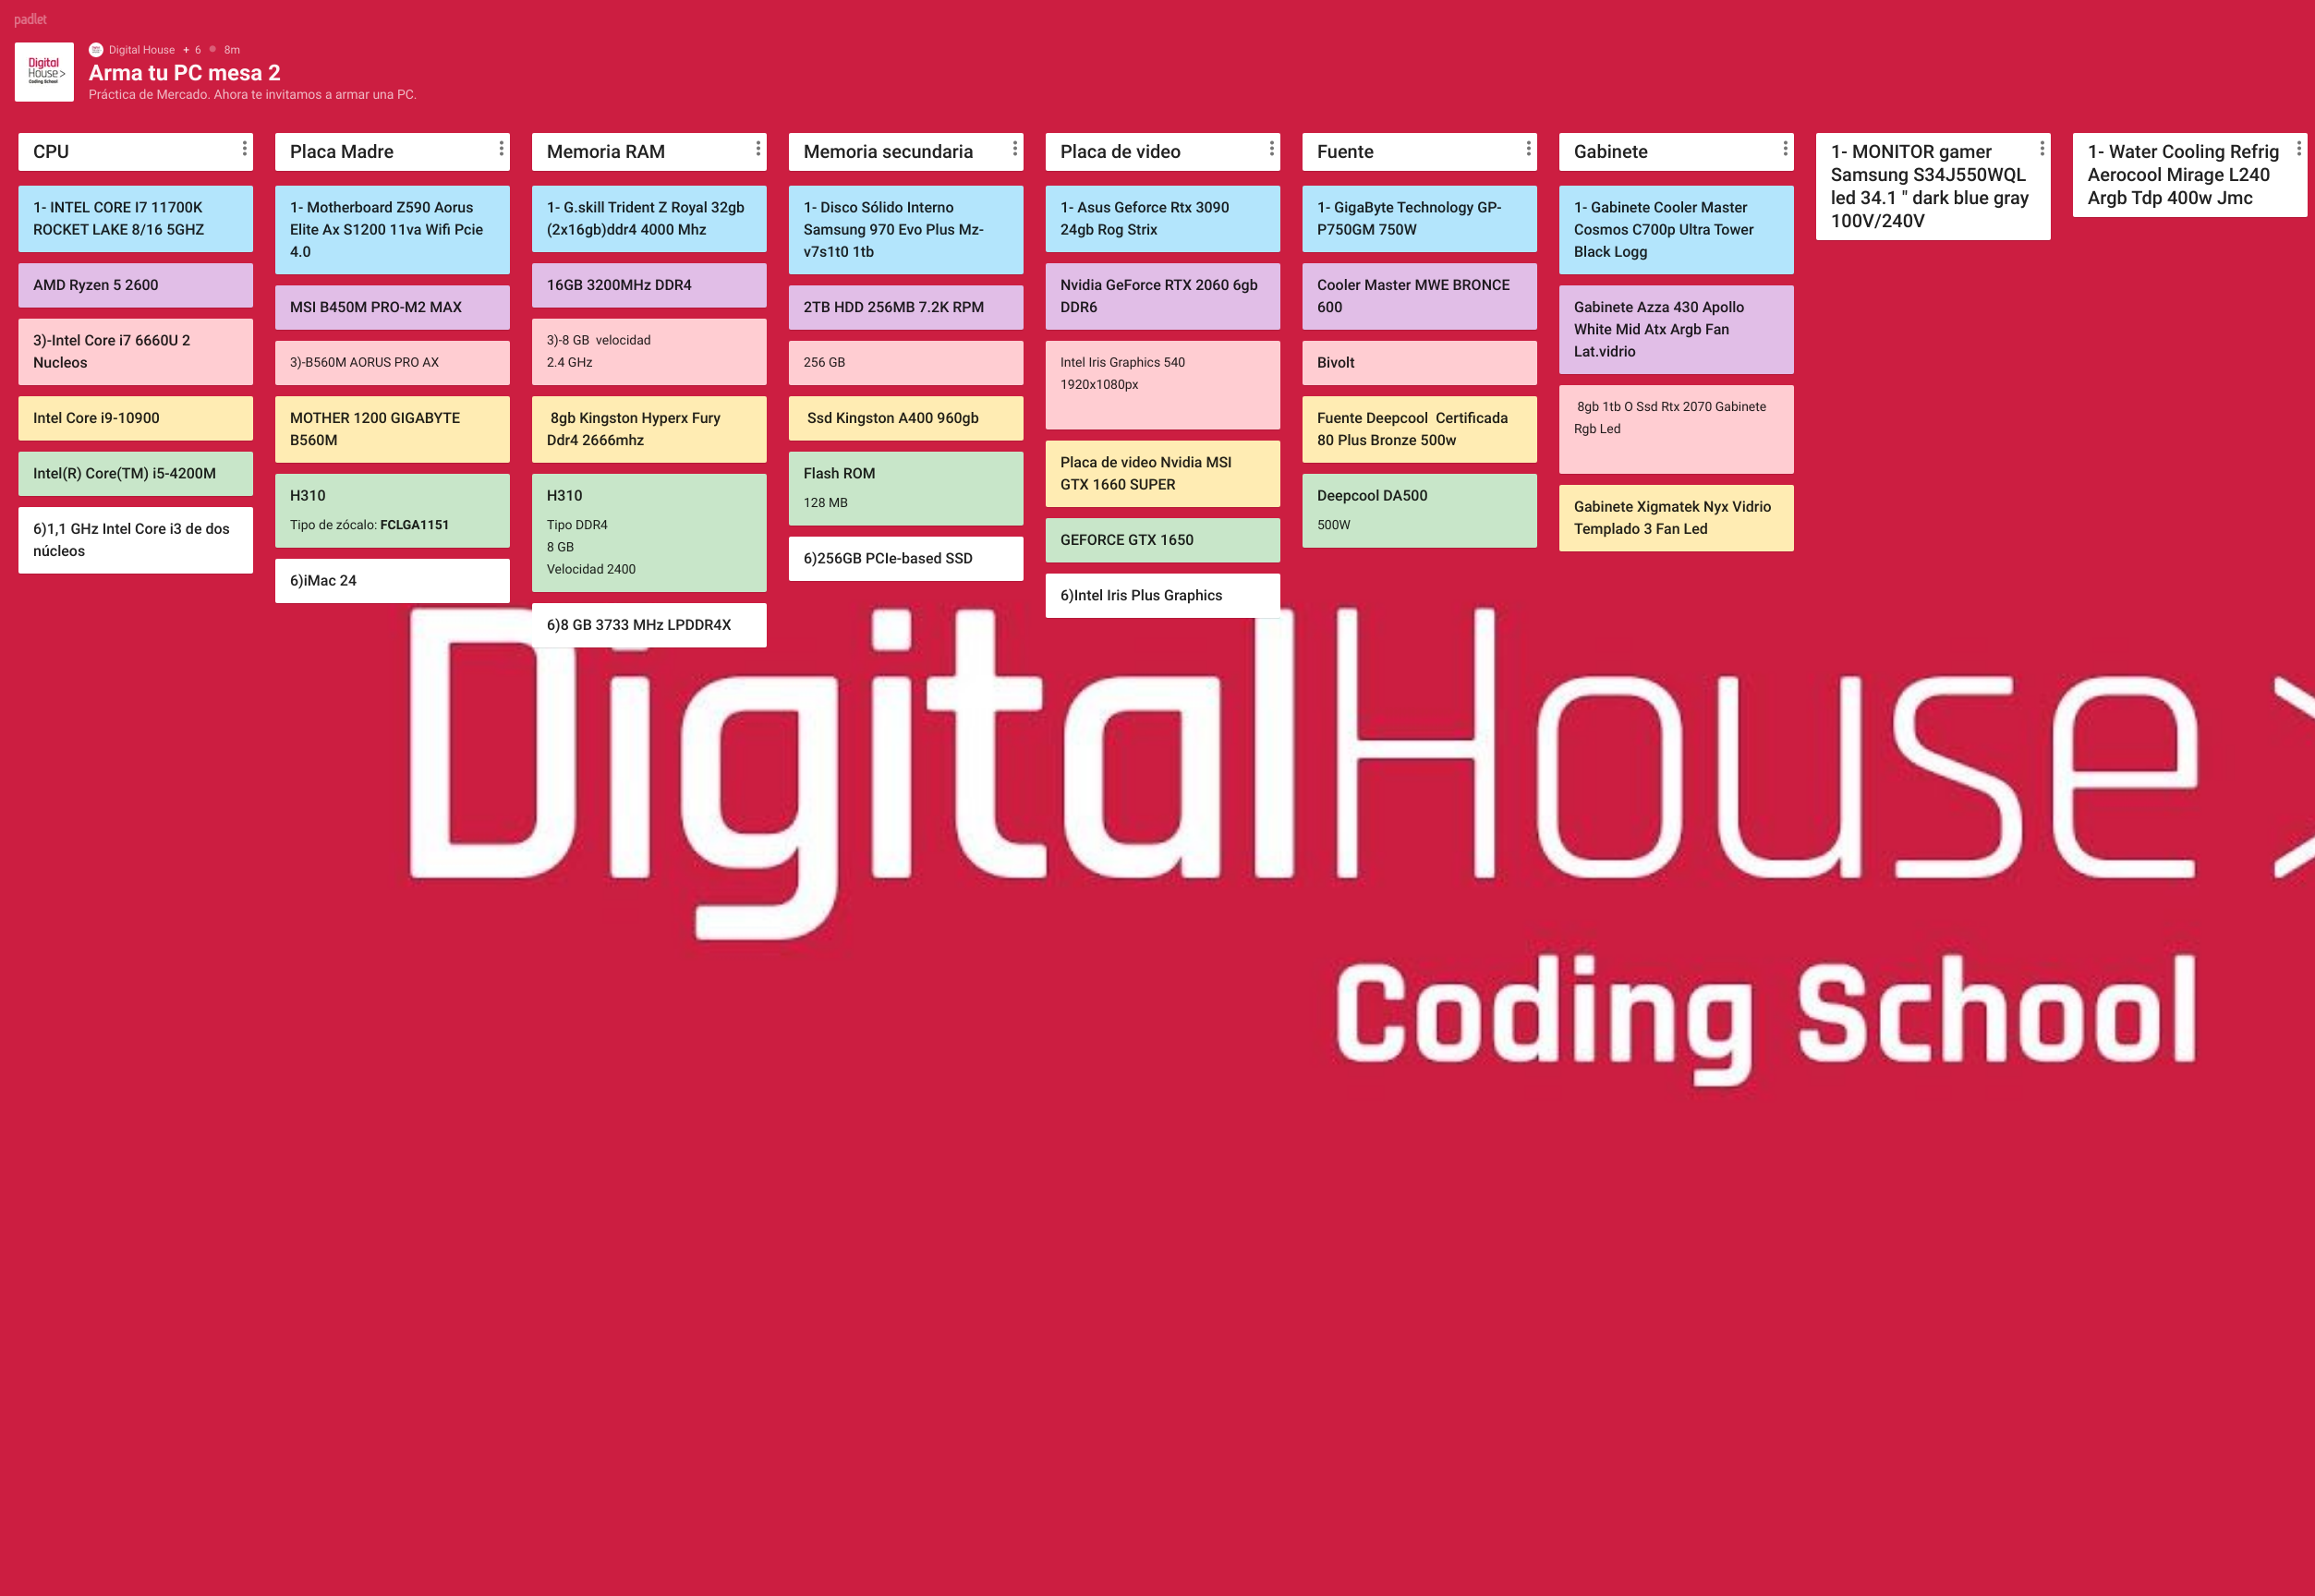 padlet
Digital
House>
Coding School
Digital House + 6 8m
Arma tu PC mesa 2
Práctica de Mercado. Ahora te invitamos a armar una PC.
CPU
1- INTEL CORE I7 11700K
ROCKET LAKE 8/16 5GHZ
AMD Ryzen 5 2600
3)-Intel Core i7 6660U 2
Nucleos
Intel Core i9-10900
Intel(R) Core(TM) i5-4200M
6)1,1 GHz Intel Core i3 de dos
núcleos
Placa Madre
1- Motherboard Z590 Aorus
Elite Ax S1200 11va Wifi Pcie
4.0
MSI B450M PRO-M2 MAX
3)-B560M AORUS PRO AX
MOTHER 1200 GIGABYTE
B560M
H310
Tipo de zócalo: FCLGA1151
6)iMac 24
Memoria RAM
1- G.skill Trident Z Royal 32gb
(2x16gb)ddr4 4000 Mhz
16GB 3200MHz DDR4
3)-8 GB velocidad
2.4 GHz
8gb Kingston Hyperx Fury
Ddr4 2666mhz
H310
Tipo DDR4
8 GB
Velocidad 2400
6)8 GB 3733 MHz LPDDR4X
Memoria secundaria
1- Disco Sólido Interno
Samsung 970 Evo Plus Mz-
v7s1t0 1tb
2TB HDD 256MB 7.2K RPM
256 GB
Ssd Kingston A400 960gb
Flash ROM
128 MB
6)256GB PCIe-based SSD
Placa de video
1- Asus Geforce Rtx 3090
24gb Rog Strix
Nvidia GeForce RTX 2060 6gb
DDR6
Intel Iris Graphics 540
1920x1080px
Placa de video Nvidia MSI
GTX 1660 SUPER
GEFORCE GTX 1650
6)Intel Iris Plus Graphics
Fuente
1- GigaByte Technology GP-
P750GM 750W
Cooler Master MWE BRONCE
600
Bivolt
Fuente Deepcool Certificada
80 Plus Bronze 500w
Deepcool DA500
500W
Gabinete
1- Gabinete Cooler Master
Cosmos C700p Ultra Tower
Black Logg
Gabinete Azza 430 Apollo
White Mid Atx Argb Fan
Lat.vidrio
8gb 1tb O Ssd Rtx 2070 Gabinete
Rgb Led
Gabinete Xigmatek Nyx Vidrio
Templado 3 Fan Led
1- MONITOR gamer
Samsung S34J550WQL
led 34.1 " dark blue gray
100V/240V
1- Water Cooling Refrig
Aerocool Mirage L240
Argb Tdp 400w Jmc
DigitalHouse >
Coding School